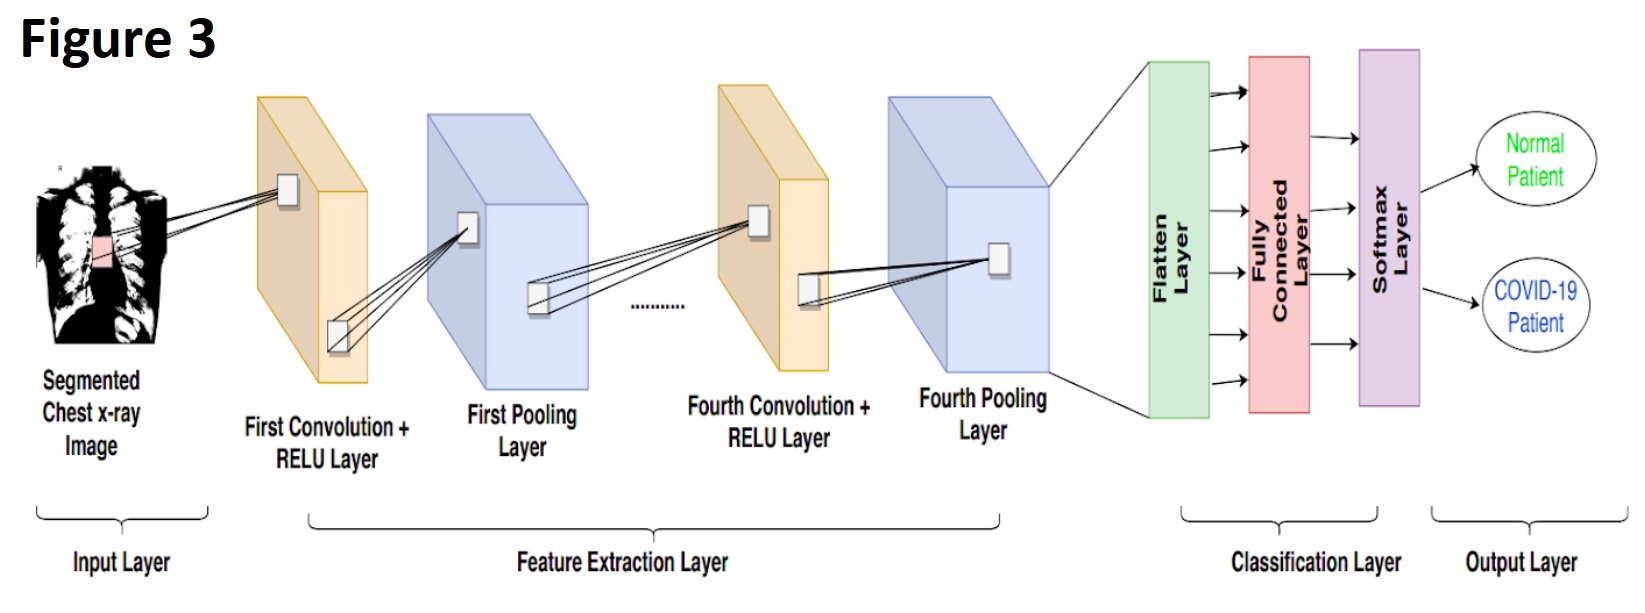 Figure 3
Segmented
Chest x-ray
Image
First Convolution +
RELU Layer
First Pooling
Layer
...........
Fourth Convolution +
RELU Layer
Fourth Pooling
Layer
Flatten
Layer
Fully
Connected
Layer
Softmax
Layer
Normal
Patient
COVID-19
Patient
Input Layer
Feature Extraction Layer
Classification Layer
Output Layer